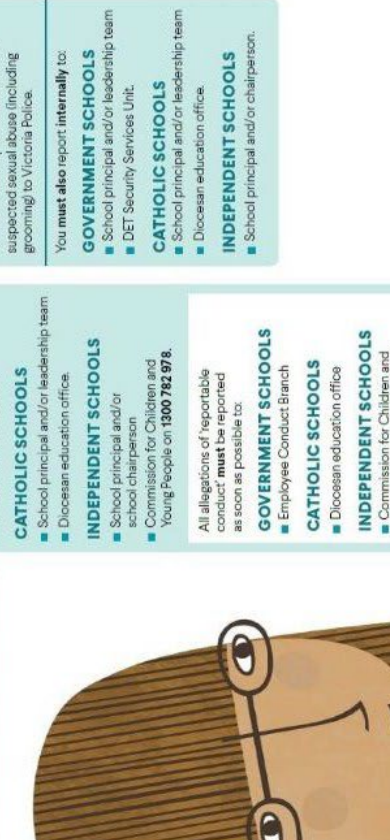 CATHOLIC SCHOOLS
■ School principal and/or leadership team
■ Diocesan education office.
INDEPENDENT SCHOOLS
■ School principal and/or
school chairperson
■ Commission for Children and
Young People on 1300 782 978.
All allegations of 'reportable
conduct' must be reported
as soon as possible to:
GOVERNMENT SCHOOLS
■ Employee Conduct Branch
CATHOLIC SCHOOLS
■ Diocesan education office
INDEPENDENT SCHOOLS
■ Commission for Children and
suspected sexual abuse (including
grooming) to Victoria Police.
You must also report internally to:
GOVERNMENT SCHOOLS
■ School principal and/or leadership team
■ DET Security Services Unit.
CATHOLIC SCHOOLS
■ School principal and/or leadership team
■ Diocesan education office.
INDEPENDENT SCHOOLS
■ School principal and/or chairperson.